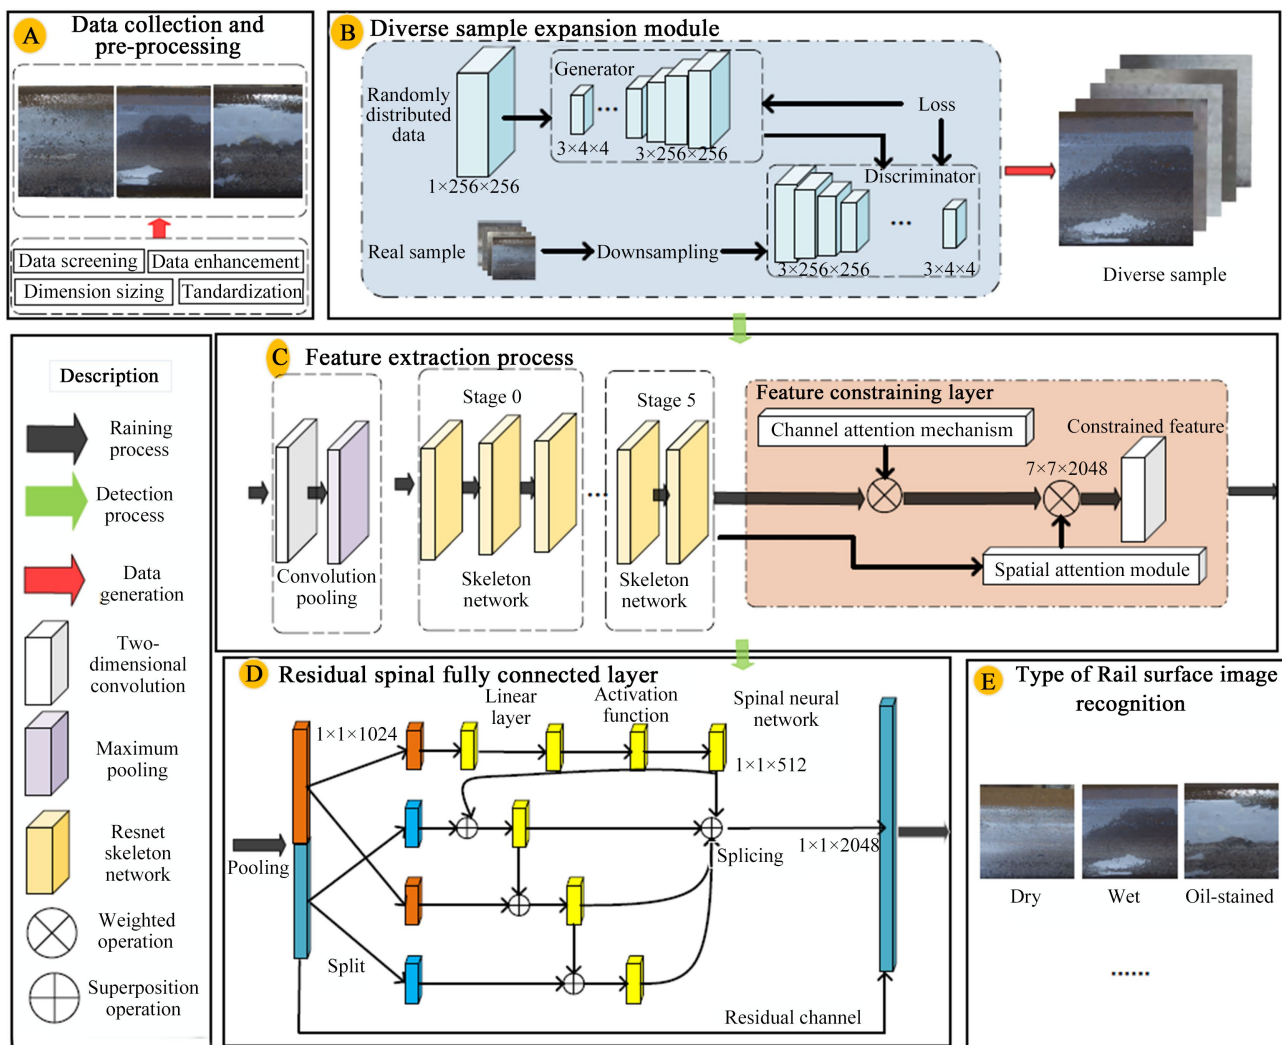 A
Data collection and
pre-processing
Data screening
Data enhancement
Dimension sizing
Tandardization
B
Diverse sample expansion module
Randomly
distributed
data
1×256×256
Generator
...
3×4×4
3×256×256
Loss
Discriminator
...
3×256×256
3×4×4
Real sample
Downsampling
Diverse sample
Description
Raining
process
Detection
process
Data
generation
Two-
dimensional
convolution
Maximum
pooling
Resnet
skeleton
network
Weighted
operation
Superposition
operation
C
Feature extraction process
Convolution
pooling
Stage 0
Skeleton
network
...
Stage 5
Skeleton
network
Feature constraining layer
Channel attention mechanism
Constrained feature
7×7×2048
Spatial attention module
D
Residual spinal fully connected layer
Pooling
1×1×1024
Linear
layer
Activation
function
Spinal neural
network
1×1×512
Splicing
1×1×2048
Split
Residual channel
E
Type of Rail surface image
recognition
Dry
Wet
Oil-stained
......